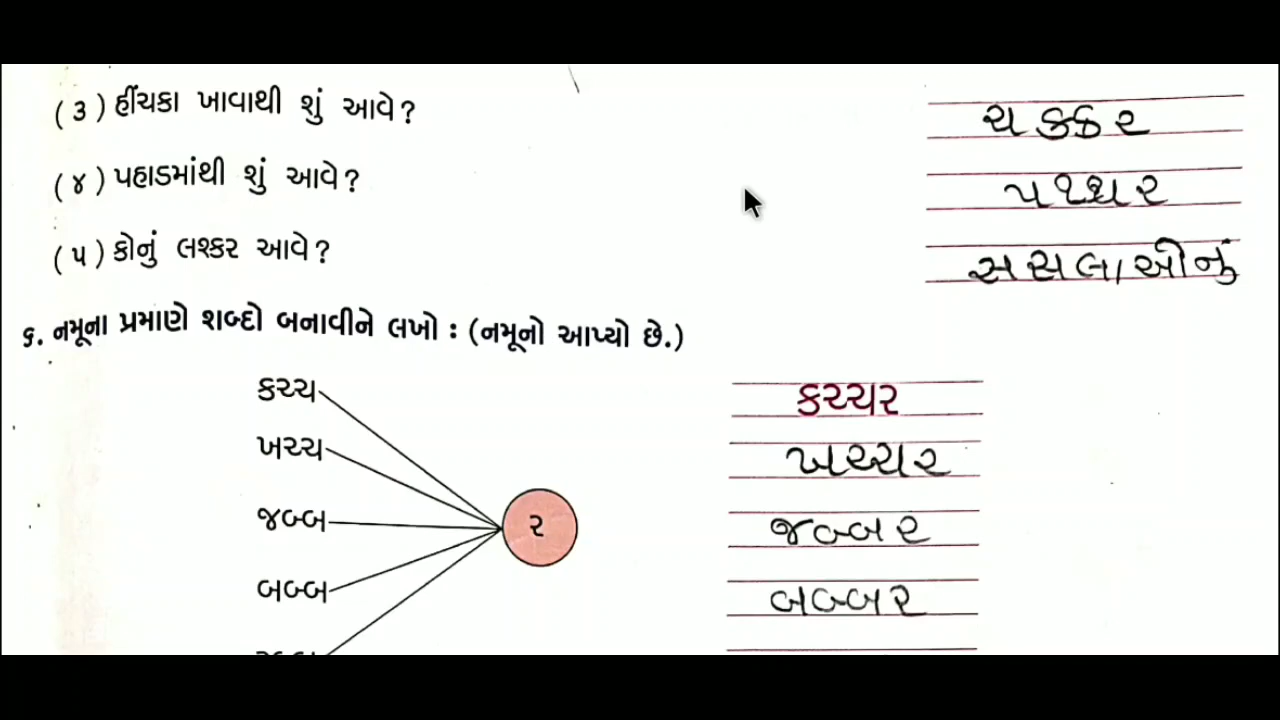 (૩) હીંચકા ખાવાથી શું આવે? ચક્કર
(૪) પહાડમાંથી શું આવે? પથ્થર
(૫) કોનું લશ્કર આવે? સસલાઓનું
૬. નમૂના પ્રમાણે શબ્દો બનાવીને લખો : (નમૂનો આપ્યો છે.)
કચ્ચ કચ્ચર
ખચ્ચ ખચ્ચર
જબ્બ ર જબ્બર
બબ્બ બબ્બર